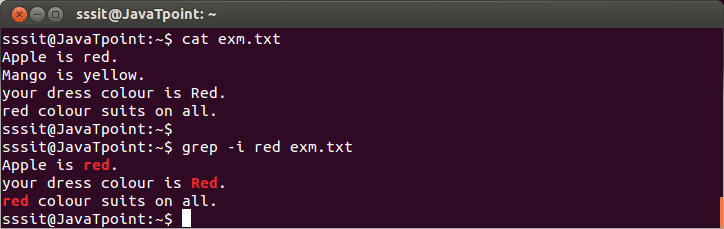 sssit@JavaTpoint: ~
sssit@JavaTpoint:~$ cat exm.txt
Apple is red.
Mango is yellow.
your dress colour is Red.
red colour suits on all.
sssit@JavaTpoint:~$
sssit@JavaTpoint:~$ grep -i red exm.txt
Apple is red.
your dress colour is Red.
red colour suits on all.
sssit@JavaTpoint:~$